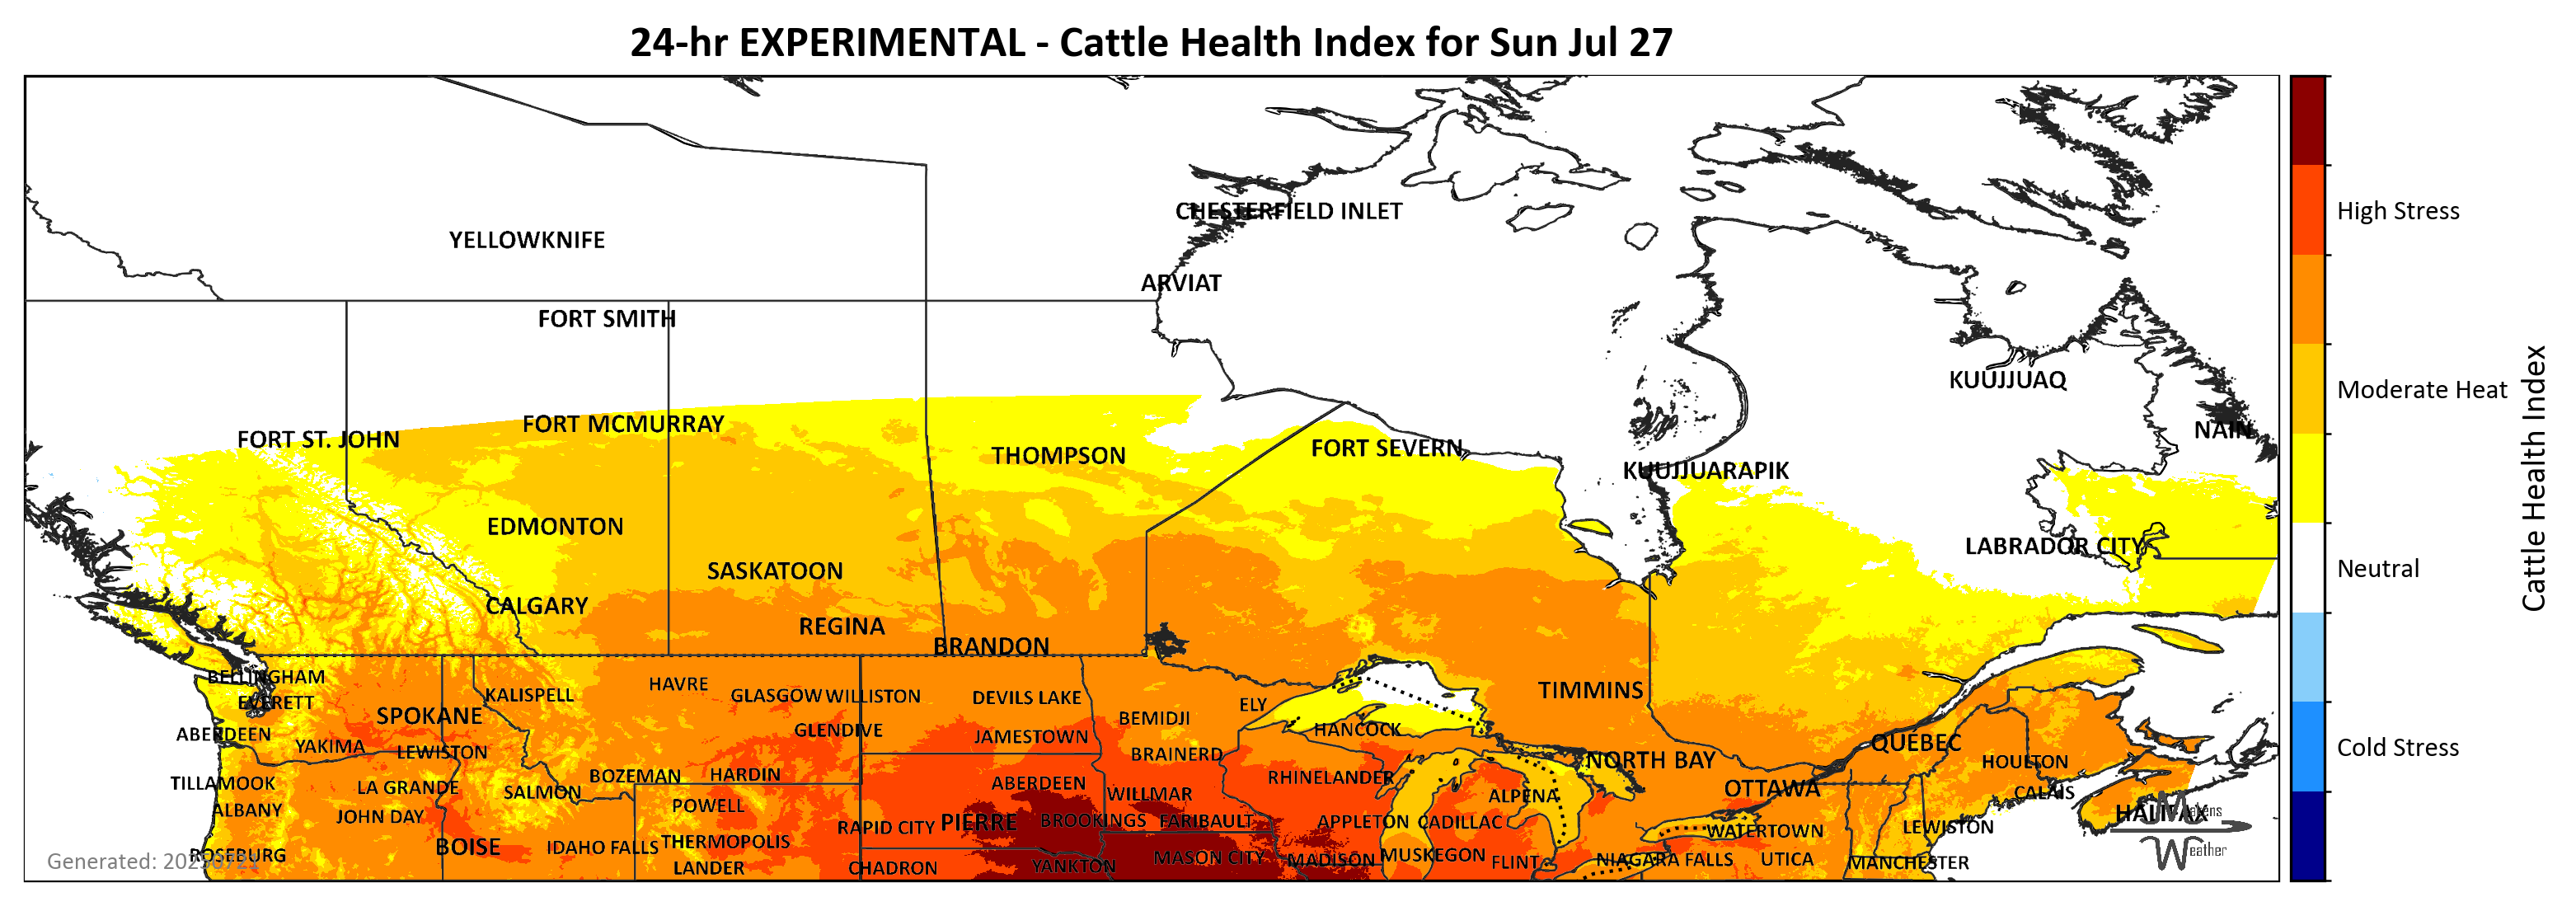 24-hr EXPERIMENTAL - Cattle Health Index for Sun Jul 27
CHESTERFIELD INLET
YELLOWKNIFE
ARVIAT
FORT SMITH
KUUJJUAQ
FORT MCMURRAY
NAIN
FORT ST. JOHN
FORT SEVERN
THOMPSON
KUUJJUARAPIK
EDMONTON
LABRADOR CITY
SASKATOON
CALGARY
REGINA
BRANDON
BELLINGHAM
HAVRE
TIMMINS
KALISPELL
GLASGOW
WILLISTON
DEVILS LAKE
EVERETT
ELY
SPOKANE
BEMIDJI
ABERDEEN
GLENDIVE
JAMESTOWN
HANCOCK
QUEBEC
YAKIMA
LEWISTON
BRAINERD
NORTH BAY
HOULTON
BOZEMAN
HARDIN
RHINELANDER
TILLAMOOK
LA GRANDE
SALMON
ABERDEEN
WILLMAR
ALPENA
OTTAWA
CALAIS
ALBANY
JOHN DAY
POWELL
RAPID CITY
PIERRE
BROOKINGS
FARIBAULT
APPLETON
CADILLAC
WATERTOWN
LEWISTON
HALIFAX
Makens
Weather
BOISE
IDAHO FALLS
THERMOPOLIS
ROSEBURG
LANDER
CHADRON
YANKTON
MASON CITY
MADISON
MUSKEGON
FLINT
NIAGARA FALLS
UTICA
MANCHESTER
Generated: 20250721
High Stress
Moderate Heat
Neutral
Cold Stress
Cattle Health Index